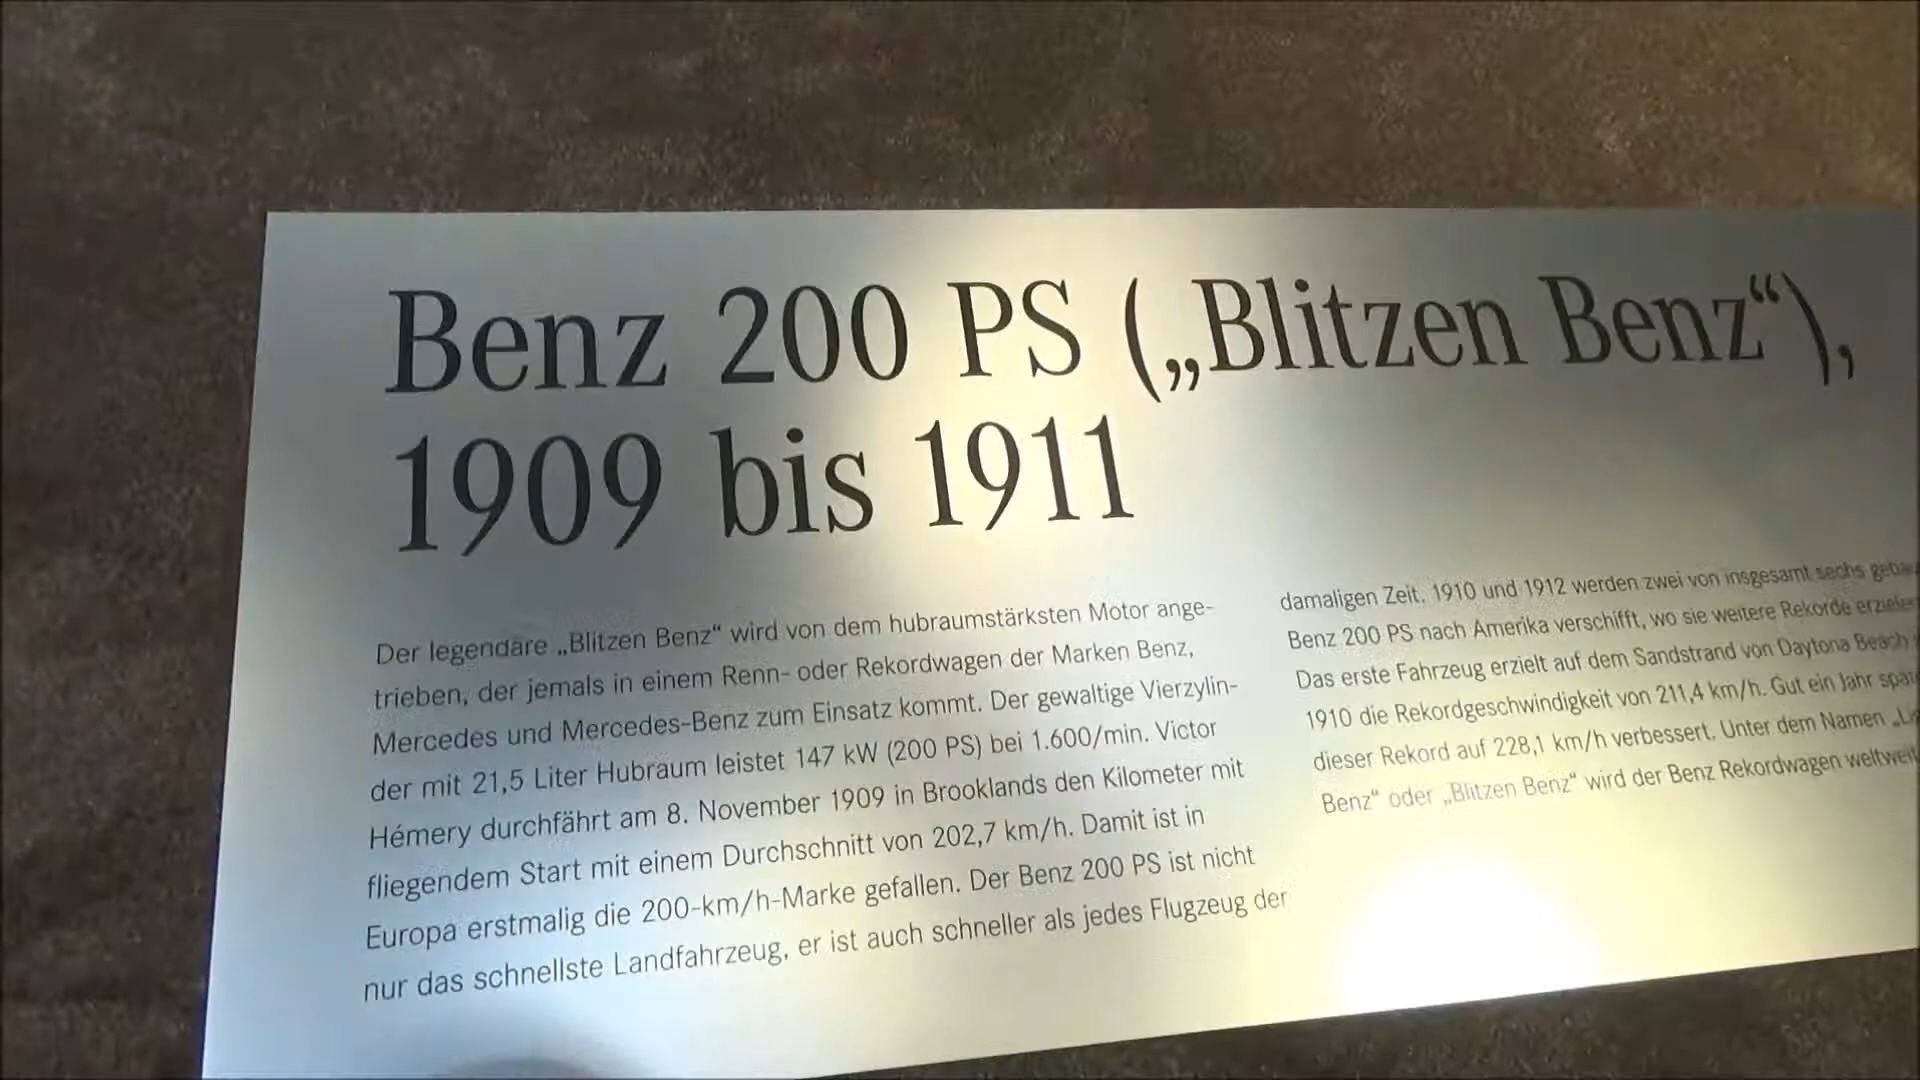 Benz 200 PS („Blitzen Benz“),
1909 bis 1911
Der legendäre „Blitzen Benz“ wird von dem hubraumstärksten Motor ange-
trieben, der jemals in einem Renn- oder Rekordwagen der Marken Benz,
Mercedes und Mercedes-Benz zum Einsatz kommt. Der gewaltige Vierzylin-
der mit 21,5 Liter Hubraum leistet 147 kW (200 PS) bei 1.600/min. Victor
Hémery durchfährt am 8. November 1909 in Brooklands den Kilometer mit
fliegendem Start mit einem Durchschnitt von 202,7 km/h. Damit ist in
Europa erstmalig die 200-km/h-Marke gefallen. Der Benz 200 PS ist nicht
nur das schnellste Landfahrzeug, er ist auch schneller als jedes Flugzeug der
damaligen Zeit. 1910 und 1912 werden zwei von insgesamt sechs
Benz 200 PS nach Amerika verschifft, wo sie weitere Rekorde erzielen
Das erste Fahrzeug erzielt auf dem Sandstrand von Daytona Beach
1910 die Rekordgeschwindigkeit von 211,4 km/h. Gut ein Jahr
dieser Rekord auf 228,1 km/h verbessert. Unter dem Namen
Benz“ oder „Blitzen Benz“ wird der Benz Rekordwagen weltweit